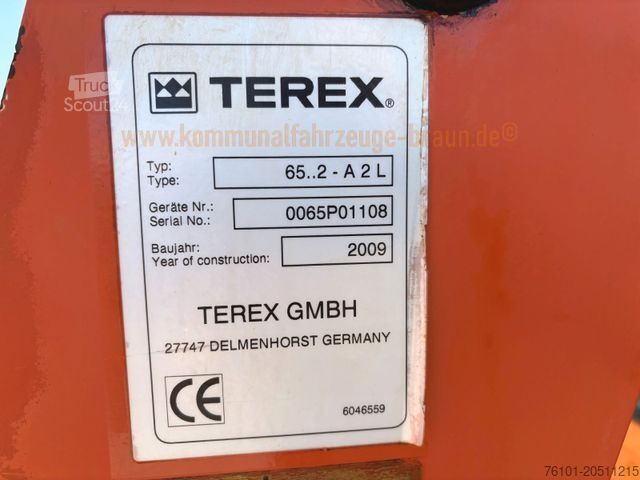 Truck
Scout24
TEREX®
www.kommunalfahrzeuge-braun.de©
Typ:
Type:
65..2 - A 2 L
Geräte Nr.:
Serial No.:
0065P01108
Baujahr:
Year of construction:
2009
TEREX GMBH
27747 DELMENHORST GERMANY
CE
6046559
76101-20511215